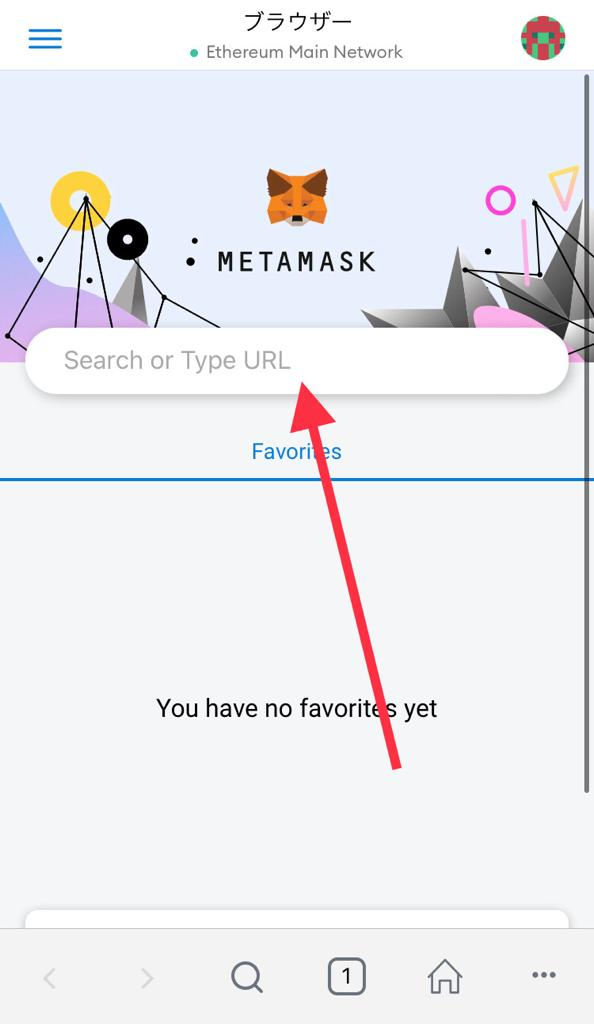 ブラウザー
Ethereum Main Network
METAMASK
Search or Type URL
Favorites
You have no favorites yet
1